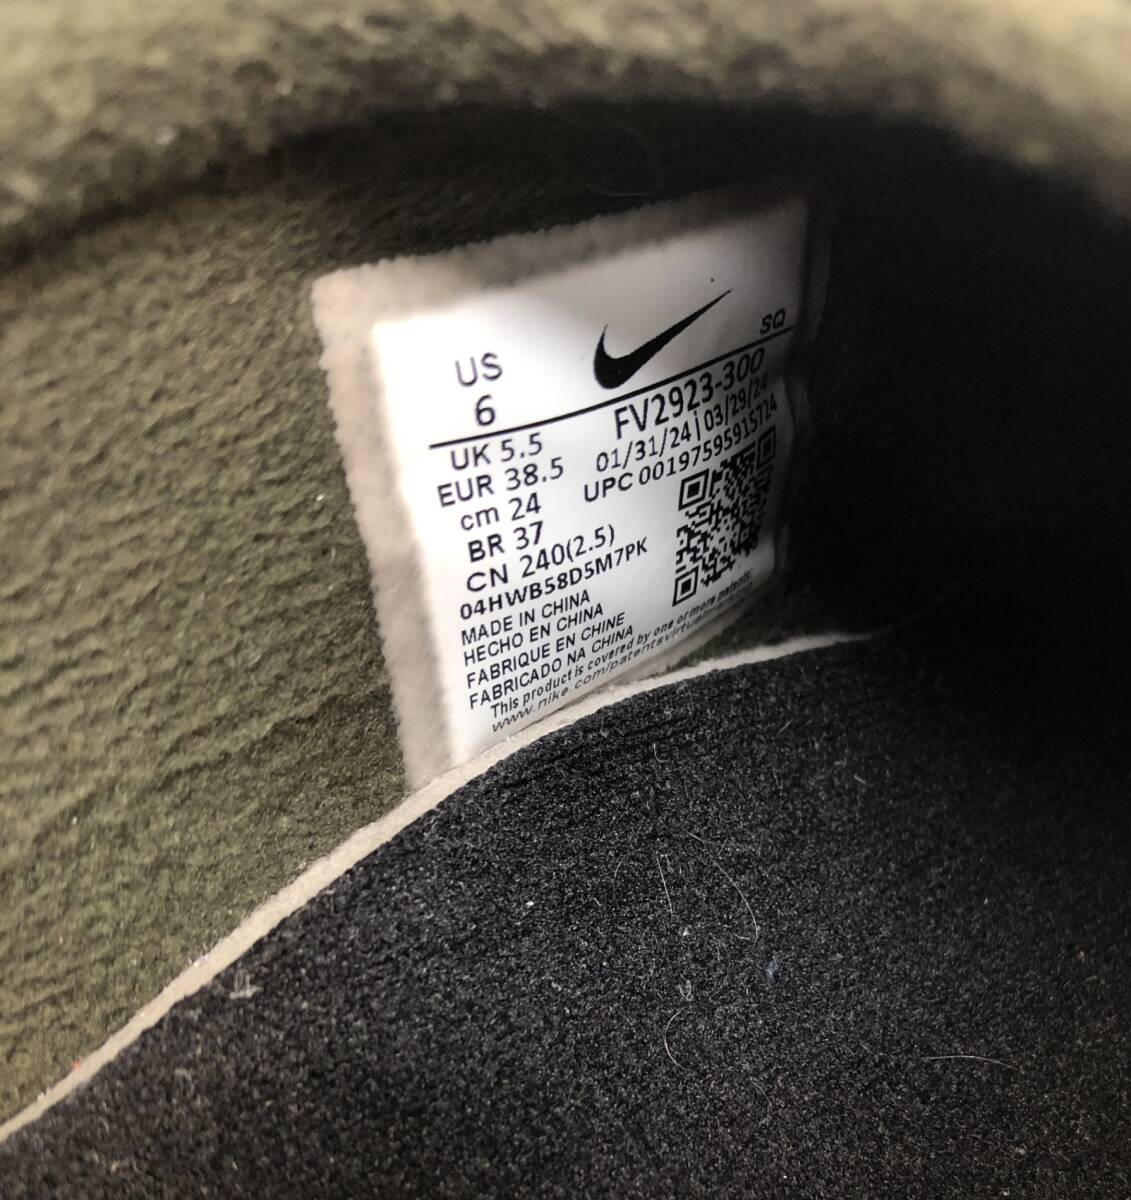 US
6
SQ
UK 5.5
EUR 38.5
cm 24
BR 37
CN 240(2.5)
FV2923-300
01/31/24 | 03/29/24
UPC 00197595915724
04HWB58D5M7PK
MADE IN CHINA
HECHO EN CHINA
FABRIQUE EN CHINE
FABRICADO NA CHINA
This product is covered by one or more patents:
www.nike.com/patents